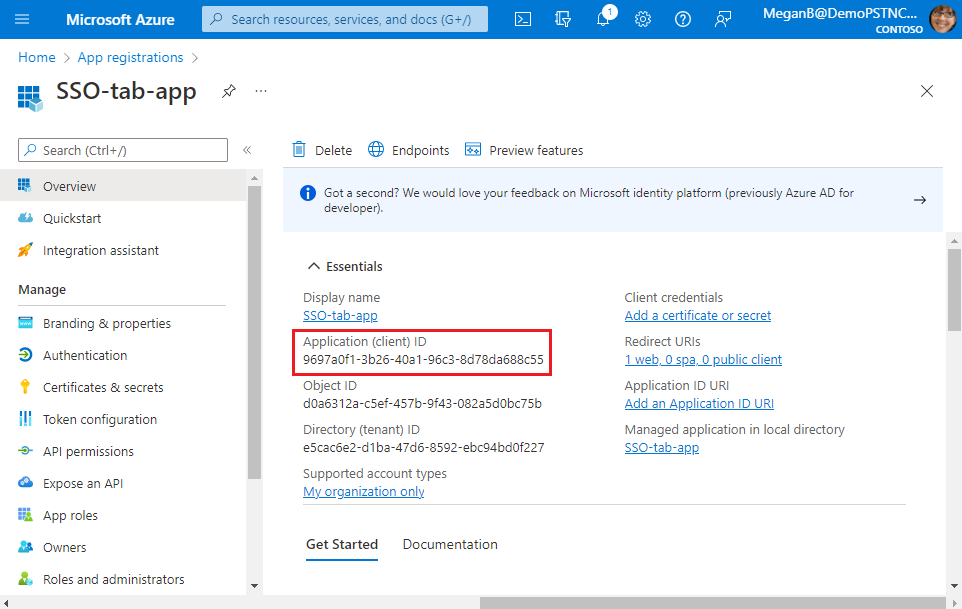 Microsoft Azure
Search resources, services, and docs (G+/)
1
MeganB@DemoPSTNC...
CONTOSO
Home > App registrations >
SSO-tab-app
...
Search (Ctrl+/)
«
Overview
Quickstart
Integration assistant
Manage
Branding & properties
Authentication
Certificates & secrets
Token configuration
API permissions
Expose an API
App roles
Owners
Roles and administrators
Delete
Endpoints
Preview features
Got a second? We would love your feedback on Microsoft identity platform (previously Azure AD for
developer).
Essentials
Display name
SSO-tab-app
Application (client) ID
9697a0f1-3b26-40a1-96c3-8d78da688c55
Object ID
d0a6312a-c5ef-457b-9f43-082a5d0bc75b
Directory (tenant) ID
e5cac6e2-d1ba-47d6-8592-ebc94bd0f227
Supported account types
My organization only
Client credentials
Add a certificate or secret
Redirect URIs
1 web, 0 spa, 0 public client
Application ID URI
Add an Application ID URI
Managed application in local directory
SSO-tab-app
Get Started
Documentation